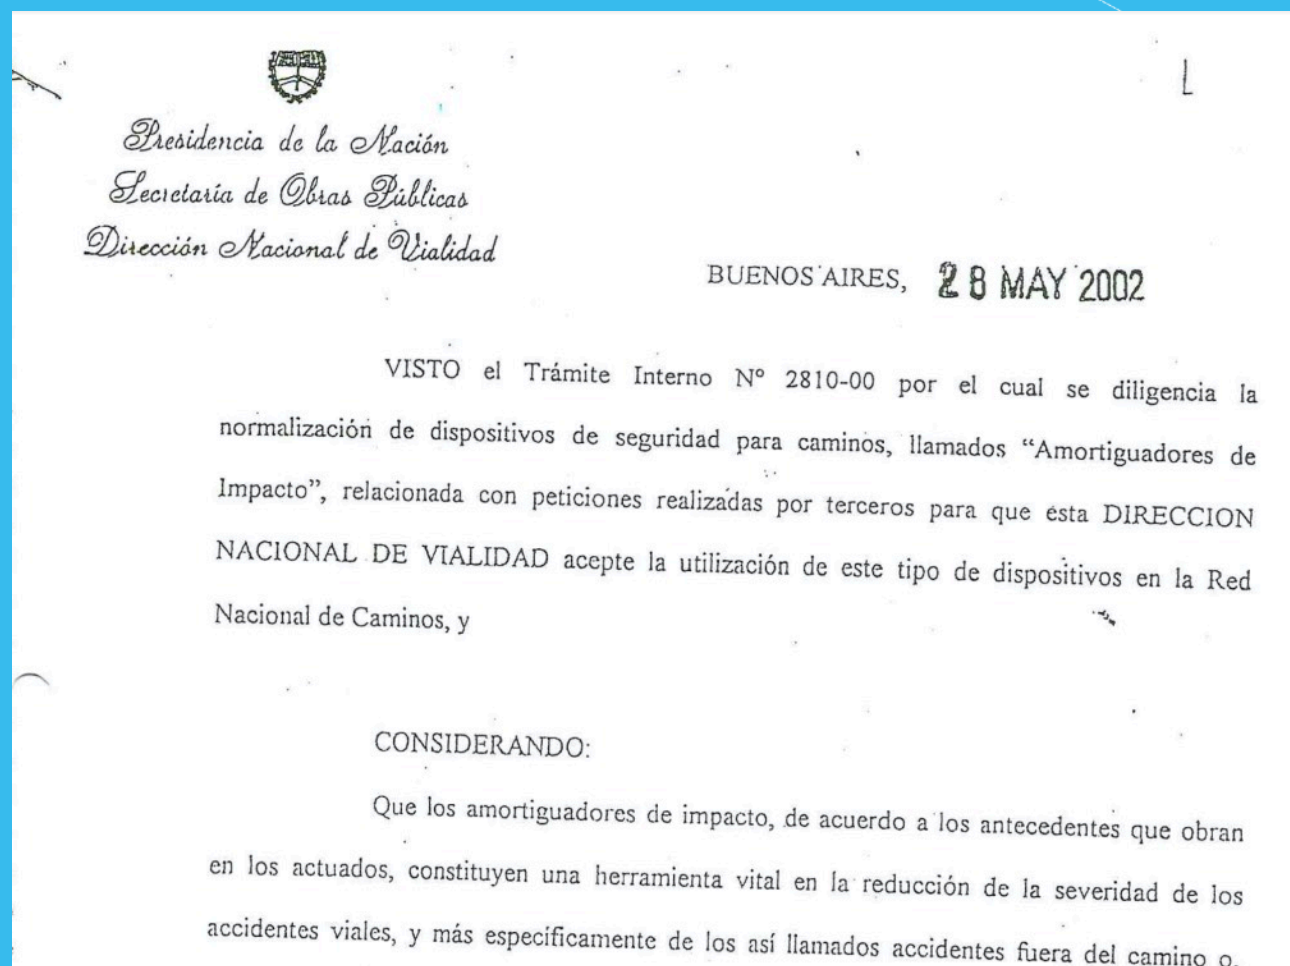 Presidencia de la Nación
Secretaría de Obras Públicas
Dirección Nacional de Vialidad
BUENOS AIRES, 28 MAY 2002
VISTO el Trámite Interno Nº 2810-00 por el cual se diligencia la
normalización de dispositivos de seguridad para caminos, llamados “Amortiguadores de
Impacto”, relacionada con peticiones realizadas por terceros para que esta DIRECCION
NACIONAL DE VIALIDAD acepte la utilización de este tipo de dispositivos en la Red
Nacional de Caminos, y
CONSIDERANDO:
Que los amortiguadores de impacto, de acuerdo a los antecedentes que obran
en los actuados, constituyen una herramienta vital en la reducción de la severidad de los
accidentes viales, y más específicamente de los así llamados accidentes fuera del camino o,